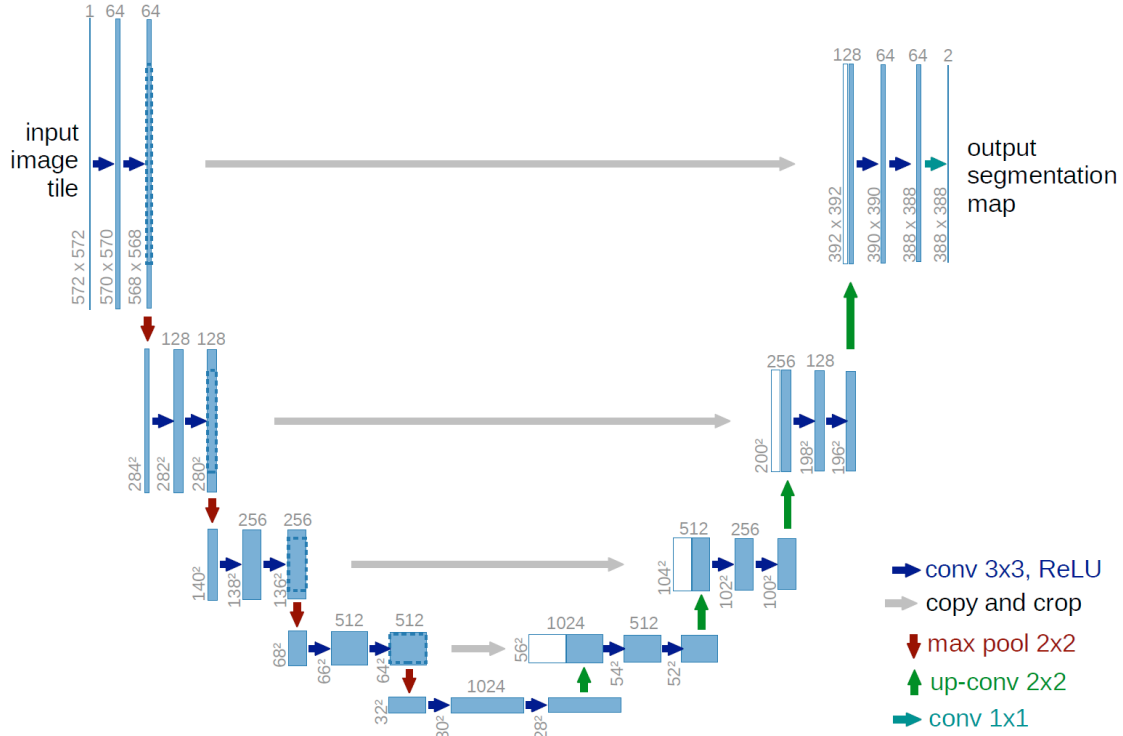 1 64 64
128
64 64 2
input
image
tile
output
segmentation
map
572 x 572
570 x 570
568 x 568
392 x 392
390 x 390
388 x 388
388 x 388
128 128
256 128
284²
282²
280²
200²
198²
196²
256 256
512 256
140²
138²
136²
104²
102²
100²
conv 3x3, ReLU
copy and crop
512 512
1024 512
68²
66²
64²
56²
54²
52²
max pool 2x2
up-conv 2x2
1024
32²
30²
28²
conv 1x1